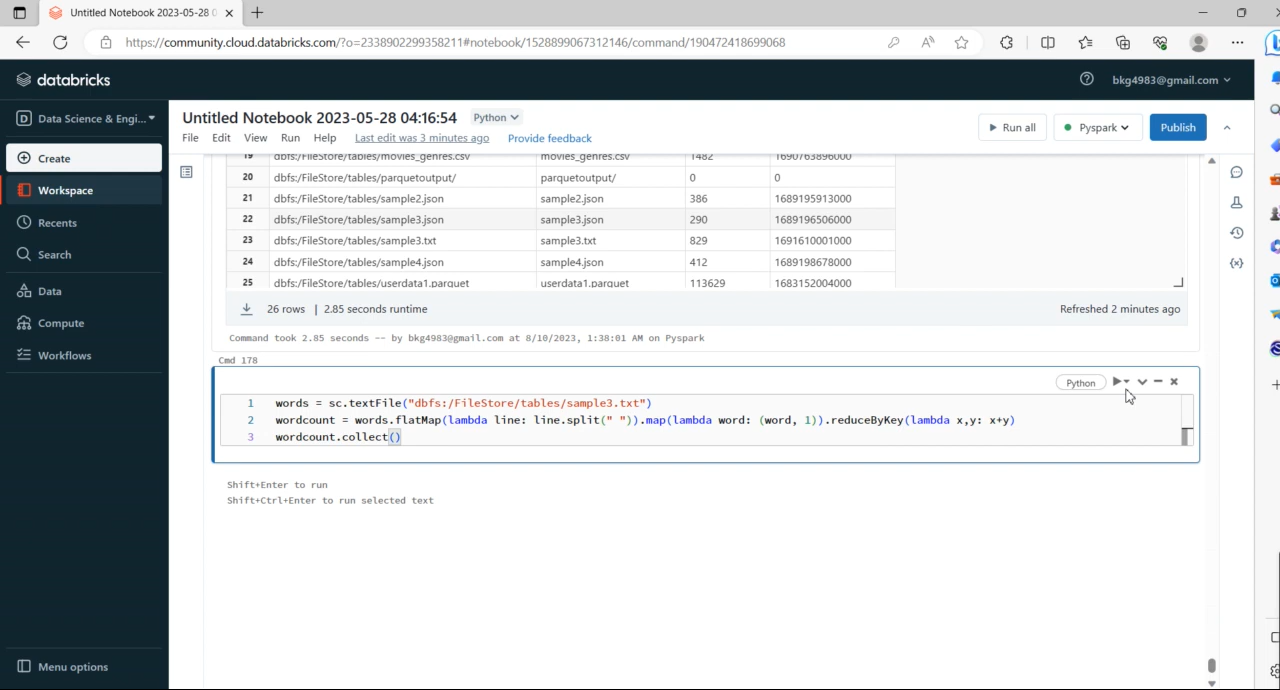 Untitled Notebook 2023-05-28 0
https://community.cloud.databricks.com/?o=2338902299358211#notebook/1528899067312146/command/190472418699068
databricks
bkg4983@gmail.com
Data Science & Engi...
Untitled Notebook 2023-05-28 04:16:54
Python
File Edit View Run Help Last edit was 3 minutes ago Provide feedback
Run all
Pyspark
Publish
Create
Workspace
Recents
Search
Data
Compute
Workflows
Menu options
19 dbfs:/FileStore/tables/movies_genres.csv movies_genres.csv 1482 1690763896000
20 dbfs:/FileStore/tables/parquetoutput/ parquetoutput/ 0 0
21 dbfs:/FileStore/tables/sample2.json sample2.json 386 1689195913000
22 dbfs:/FileStore/tables/sample3.json sample3.json 290 1689196506000
23 dbfs:/FileStore/tables/sample3.txt sample3.txt 829 1691610001000
24 dbfs:/FileStore/tables/sample4.json sample4.json 412 1689198678000
25 dbfs:/FileStore/tables/userdata1.parquet userdata1.parquet 113629 1683152004000
26 rows | 2.85 seconds runtime
Refreshed 2 minutes ago
Command took 2.85 seconds -- by bkg4983@gmail.com at 8/10/2023, 1:38:01 AM on Pyspark
Cmd 178
Python
1 words = sc.textFile("dbfs:/FileStore/tables/sample3.txt")
2 wordcount = words.flatMap(lambda line: line.split(" ")).map(lambda word: (word, 1)).reduceByKey(lambda x,y: x+y)
3 wordcount.collect()
Shift+Enter to run
Shift+Ctrl+Enter to run selected text